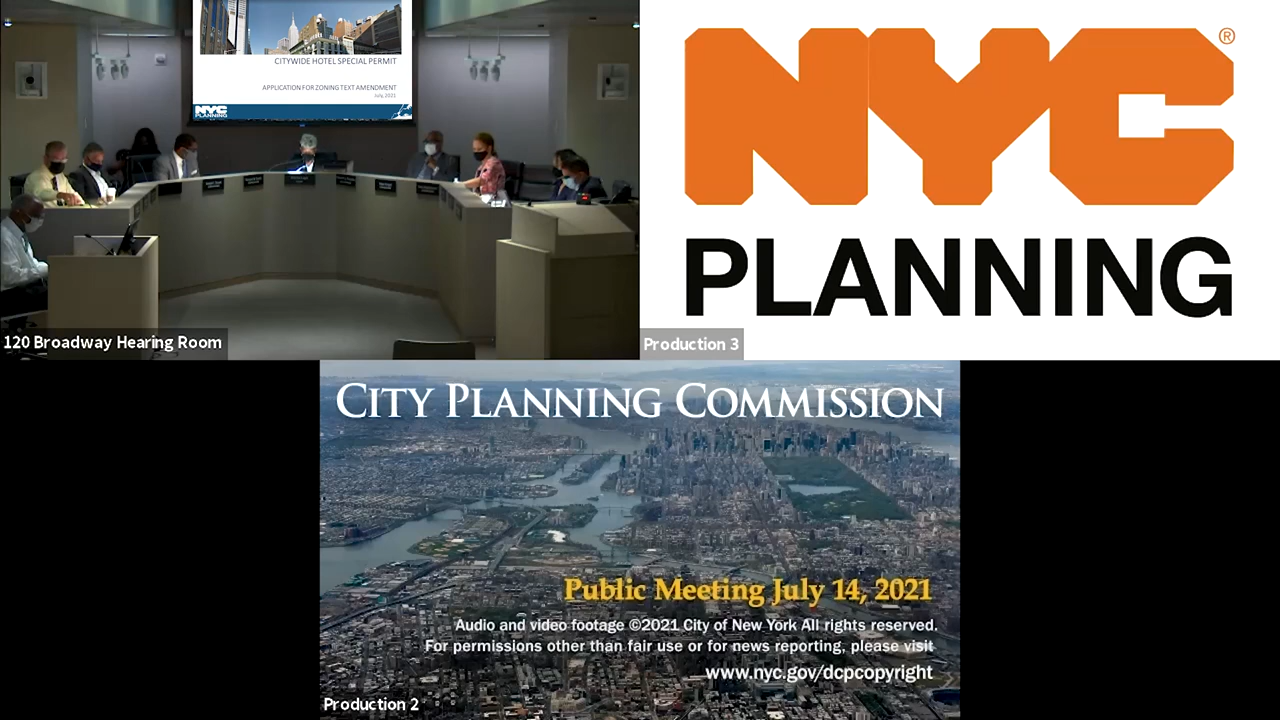 CITYWIDE HOTEL SPECIAL PERMIT
APPLICATION FOR ZONING TEXT AMENDMENT
July, 2021
NYC
PLANNING
120 Broadway Hearing Room
NYC®
PLANNING
Production 3
CITY PLANNING COMMISSION
Public Meeting July 14, 2021
Audio and video footage ©2021 City of New York All rights reserved.
For permissions other than fair use or for news reporting, please visit
www.nyc.gov/dcpcopyright
Production 2